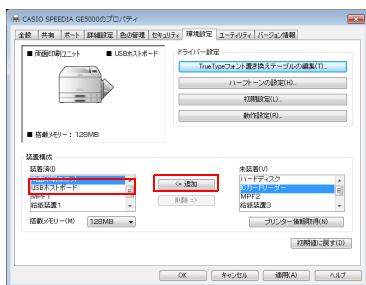 CASIO SPEEDIA GE5000のプロパティ
全般 共有 ポート 詳細設定 色の管理 セキュリティ 環境設定 ユーティリティ バージョン情報
■ 両面印刷ユニット ■ USBホストボード
ドライバー設定
TrueTypeフォント置き換えテーブルの編集(T)...
ハーフトーンの設定(H)...
初期設定(L)...
動作設定(R)...
■ 搭載メモリー : 128MB
装置構成
装着済(D)
USBホストボード
MPF1
給紙装置1
<= 追加
削除 =>
未装着(V)
ハードディスク
ICカードリーダー
MPF2
給紙装置3
搭載メモリー(M) 128MB
プリンター情報取得(N)
初期値に戻す(D)
OK キャンセル 適用(A) ヘルプ